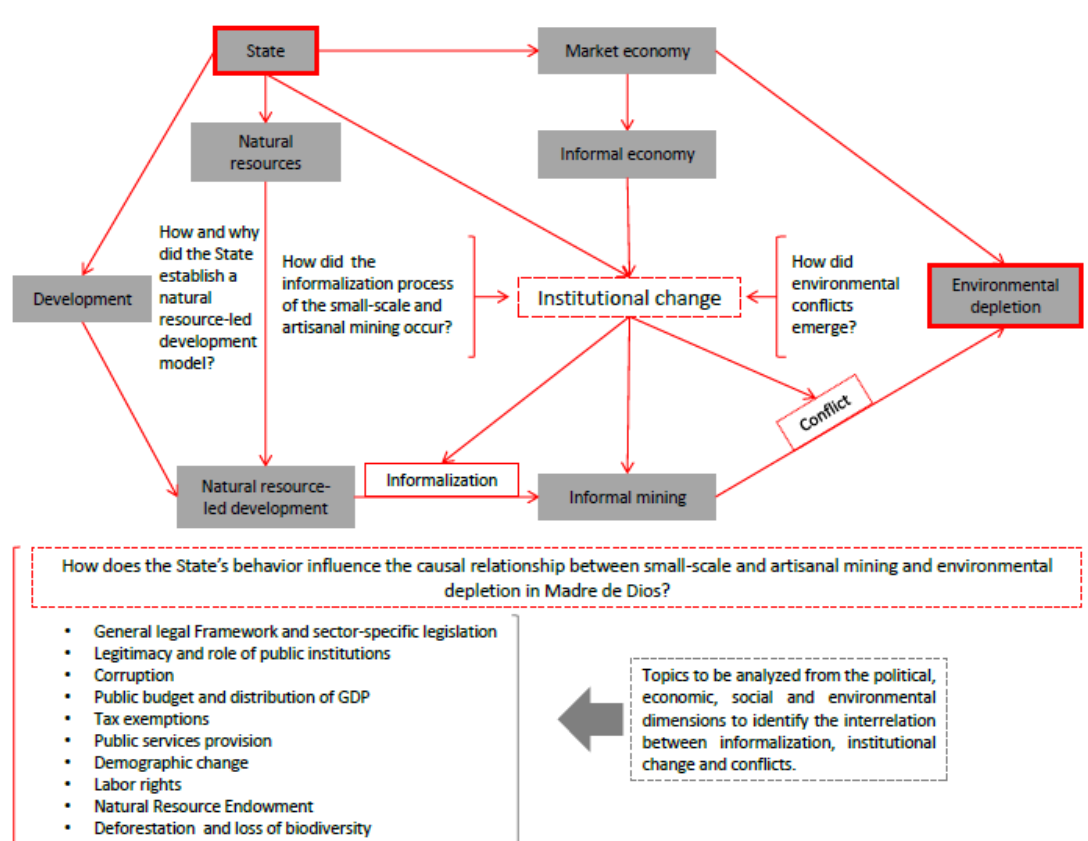 State
Market economy
Natural
resources
Informal economy
How and why
did the State
establish a
natural
resource-led
development
model?
How did the
informalization process
of the small-scale and
artisanal mining occur?
Institutional change
How did
environmental
conflicts
emerge?
Development
Environmental
depletion
Conflict
Natural resource-
led development
Informalization
Informal mining
How does the State’s behavior influence the causal relationship between small-scale and artisanal mining and environmental
depletion in Madre de Dios?
• General legal Framework and sector-specific legislation
• Legitimacy and role of public institutions
• Corruption
• Public budget and distribution of GDP
• Tax exemptions
• Public services provision
• Demographic change
• Labor rights
• Natural Resource Endowment
• Deforestation and loss of biodiversity
Topics to be analyzed from the political,
economic, social and environmental
dimensions to identify the interrelation
between informalization, institutional
change and conflicts.